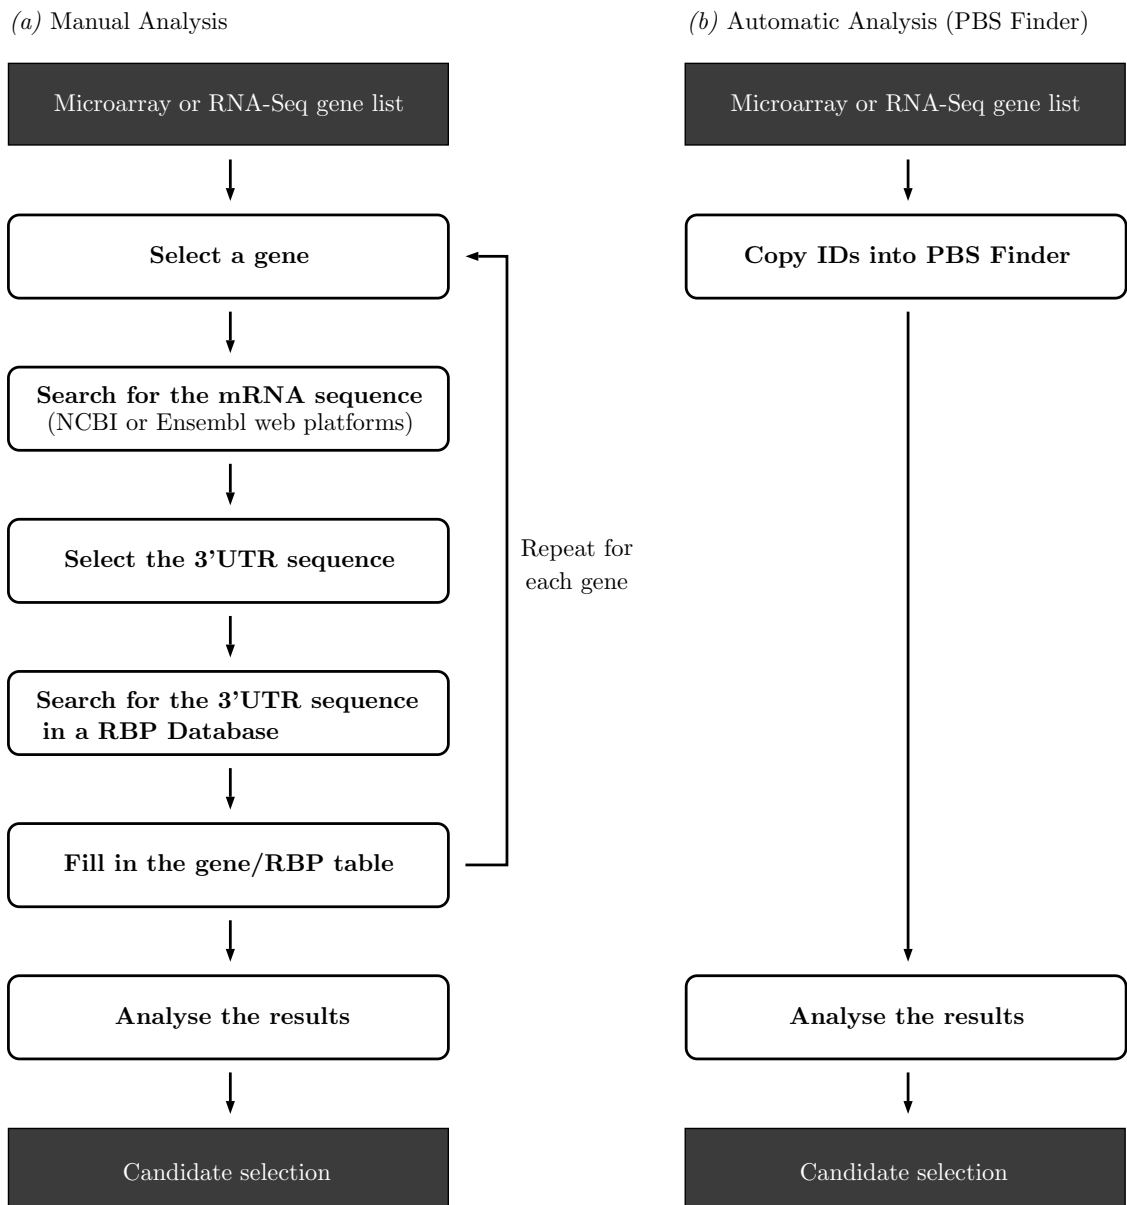 (a) Manual Analysis
Microarray or RNA-Seq gene list
Select a gene
Search for the mRNA sequence
(NCBI or Ensembl web platforms)
Select the 3'UTR sequence
Repeat for
each gene
Search for the 3'UTR sequence
in a RBP Database
Fill in the gene/RBP table
Analyse the results
Candidate selection
(b) Automatic Analysis (PBS Finder)
Microarray or RNA-Seq gene list
Copy IDs into PBS Finder
Analyse the results
Candidate selection